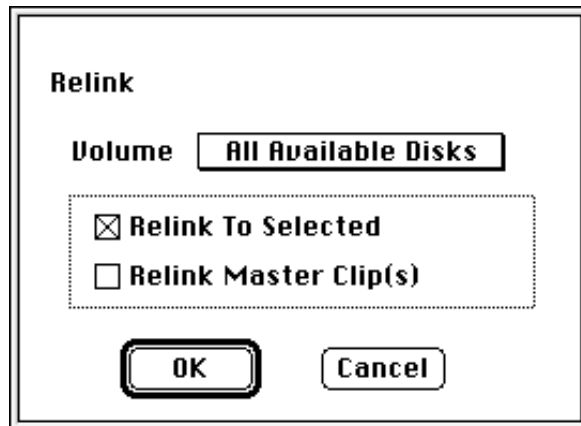 Relink
Volume All Available Disks
Relink To Selected
Relink Master Clip(s)
OK Cancel